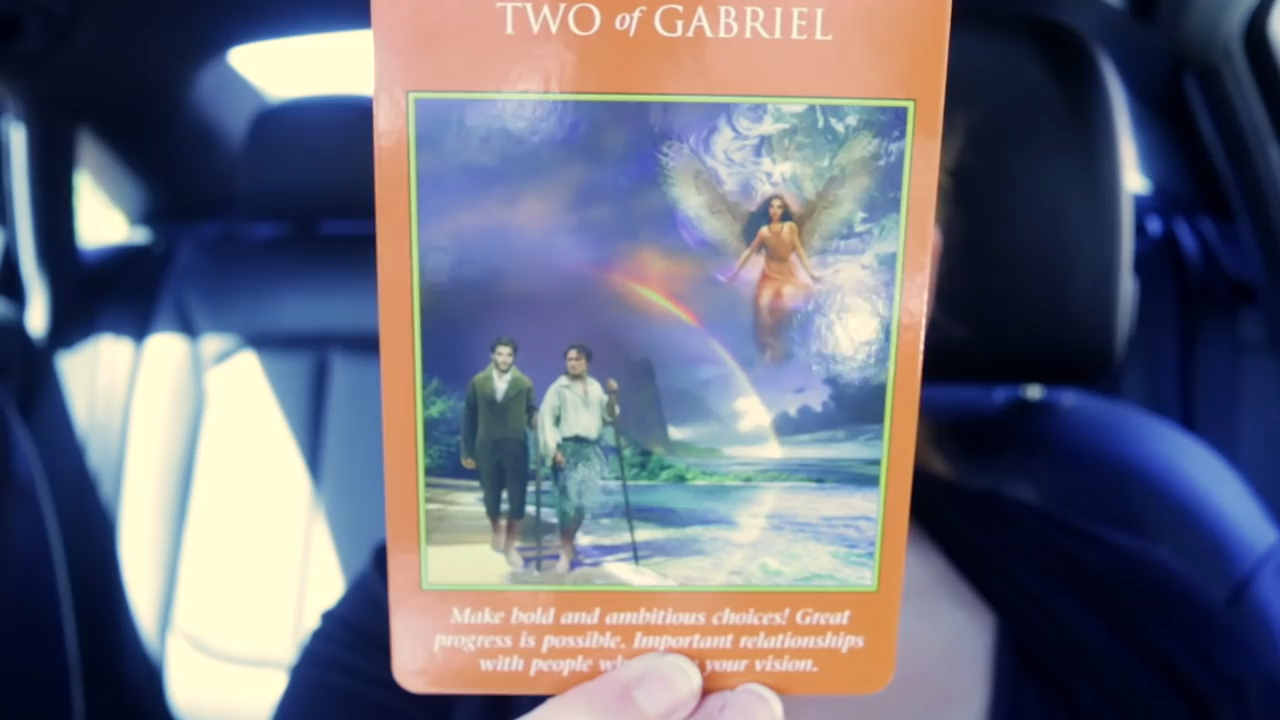 TWO of GABRIEL
Make bold and ambitious choices! Great
progress is possible. Important relationships
with people your vision.